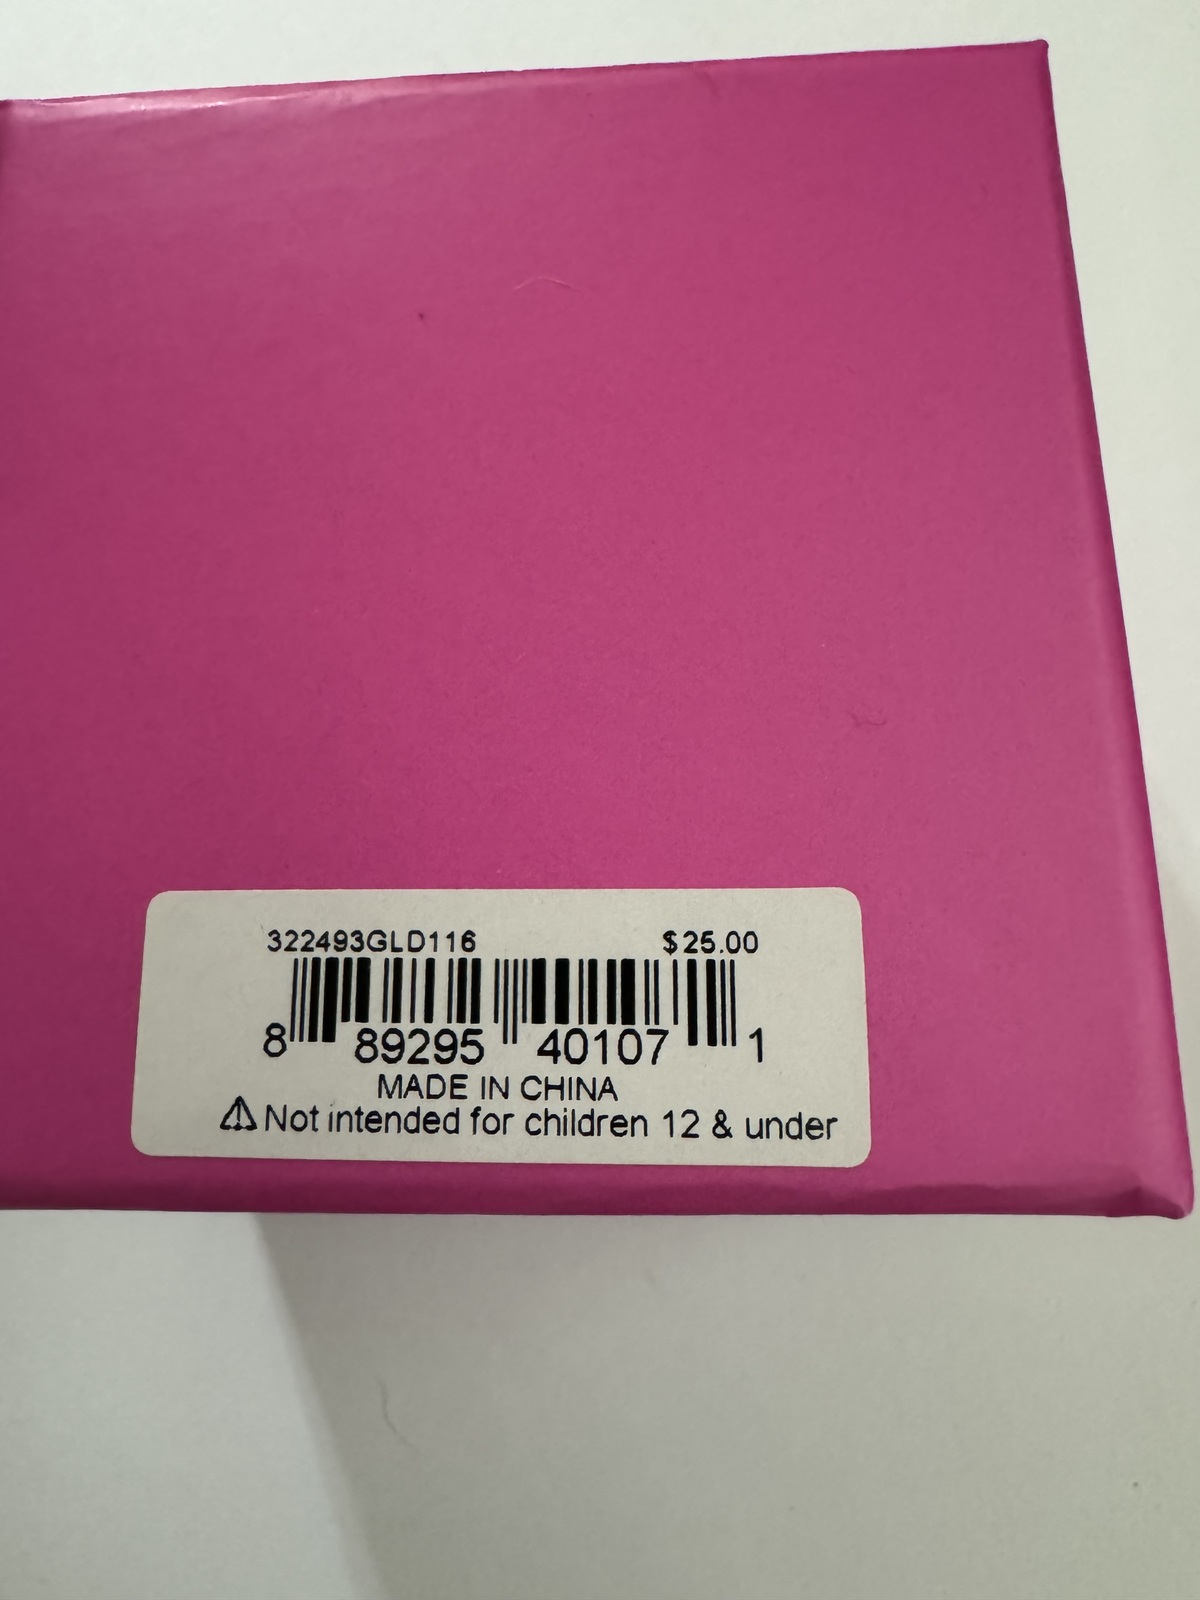 322493GLD116 $25.00
8 89295 40107 1
MADE IN CHINA
⚠ Not intended for children 12 & under